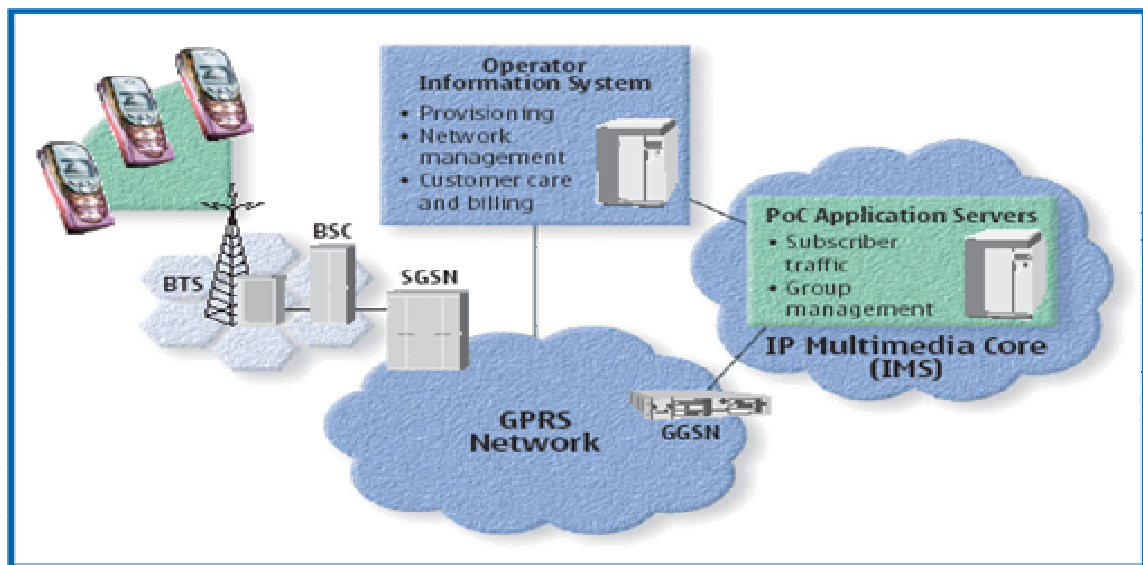 Operator
Information System
• Provisioning
• Network
management
• Customer care
and billing
BSC
BTS
SGSN
PoC Application Servers
• Subscriber
traffic
• Group
management
IP Multimedia Core
(IMS)
GPRS
Network
GGSN